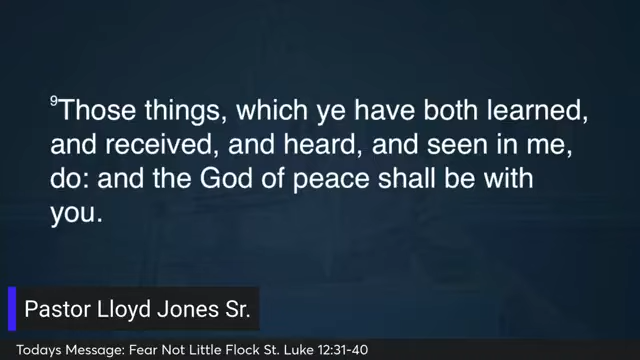 ⁹Those things, which ye have both learned,
and received, and heard, and seen in me,
do: and the God of peace shall be with
you.
Pastor Lloyd Jones Sr.
Todays Message: Fear Not Little Flock St. Luke 12:31-40